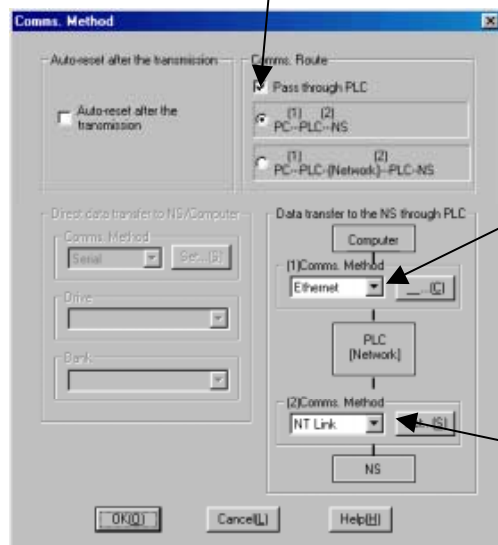 Comms. Method
Auto-reset after the transmission
Auto-reset after the
transmission
Comms. Route
Pass through PLC
(1) (2)
PC--PLC--NS
(1) (2)
PC--PLC-(Network)--PLC-NS
Direct data transfer to NS/Computer
Comms. Method
Serial
Set...(S)
Drive
Bank
Data transfer to the NS through PLC
Computer
(1)Comms. Method
Ethernet
...(C)
PLC
(Network)
(2)Comms. Method
NT Link
(S)
NS
OK(O)
Cancel(L)
Help(H)